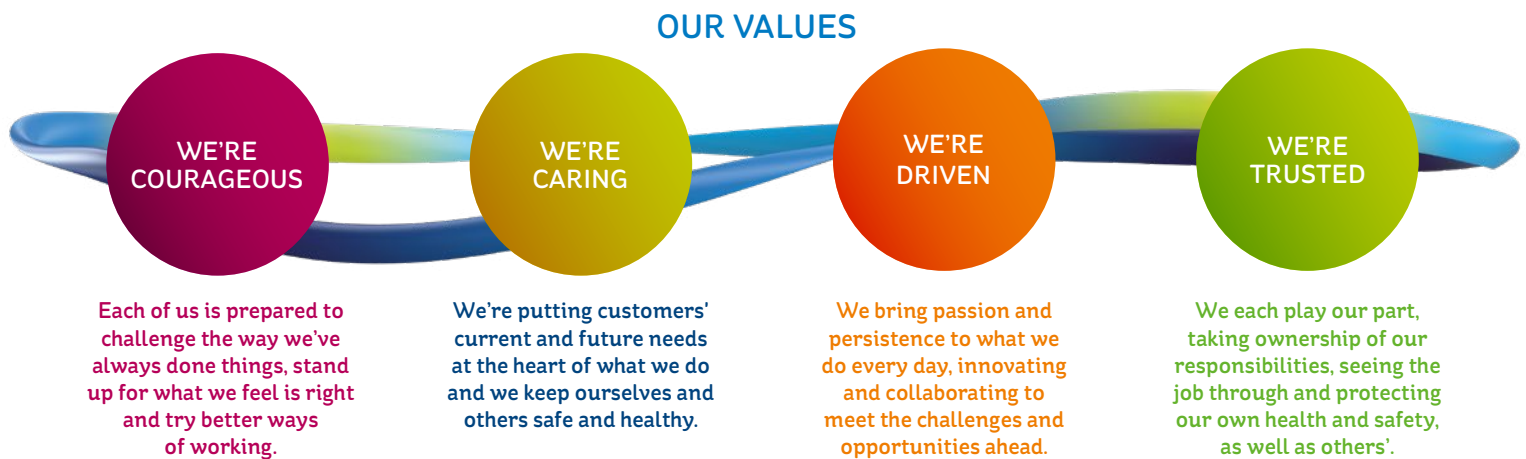 OUR VALUES
WE'RE
COURAGEOUS
WE'RE
CARING
WE'RE
DRIVEN
WE'RE
TRUSTED
Each of us is prepared to
challenge the way we've
always done things, stand
up for what we feel is right
and try better ways
of working.
We're putting customers'
current and future needs
at the heart of what we do
and we keep ourselves and
others safe and healthy.
We bring passion and
persistence to what we
do every day, innovating
and collaborating to
meet the challenges and
opportunities ahead.
We each play our part,
taking ownership of our
responsibilities, seeing the
job through and protecting
our own health and safety,
as well as others'.